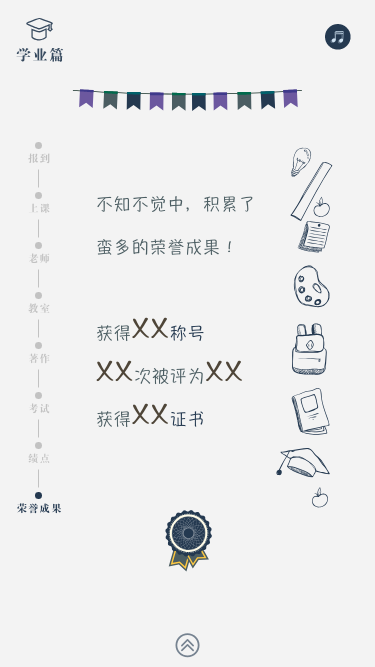 学业篇
报到
上课
老师
教室
著作
考试
绩点
荣誉成果
不知不觉中，积累了
蛮多的荣誉成果！
获得XX称号
XX次被评为XX
获得XX证书